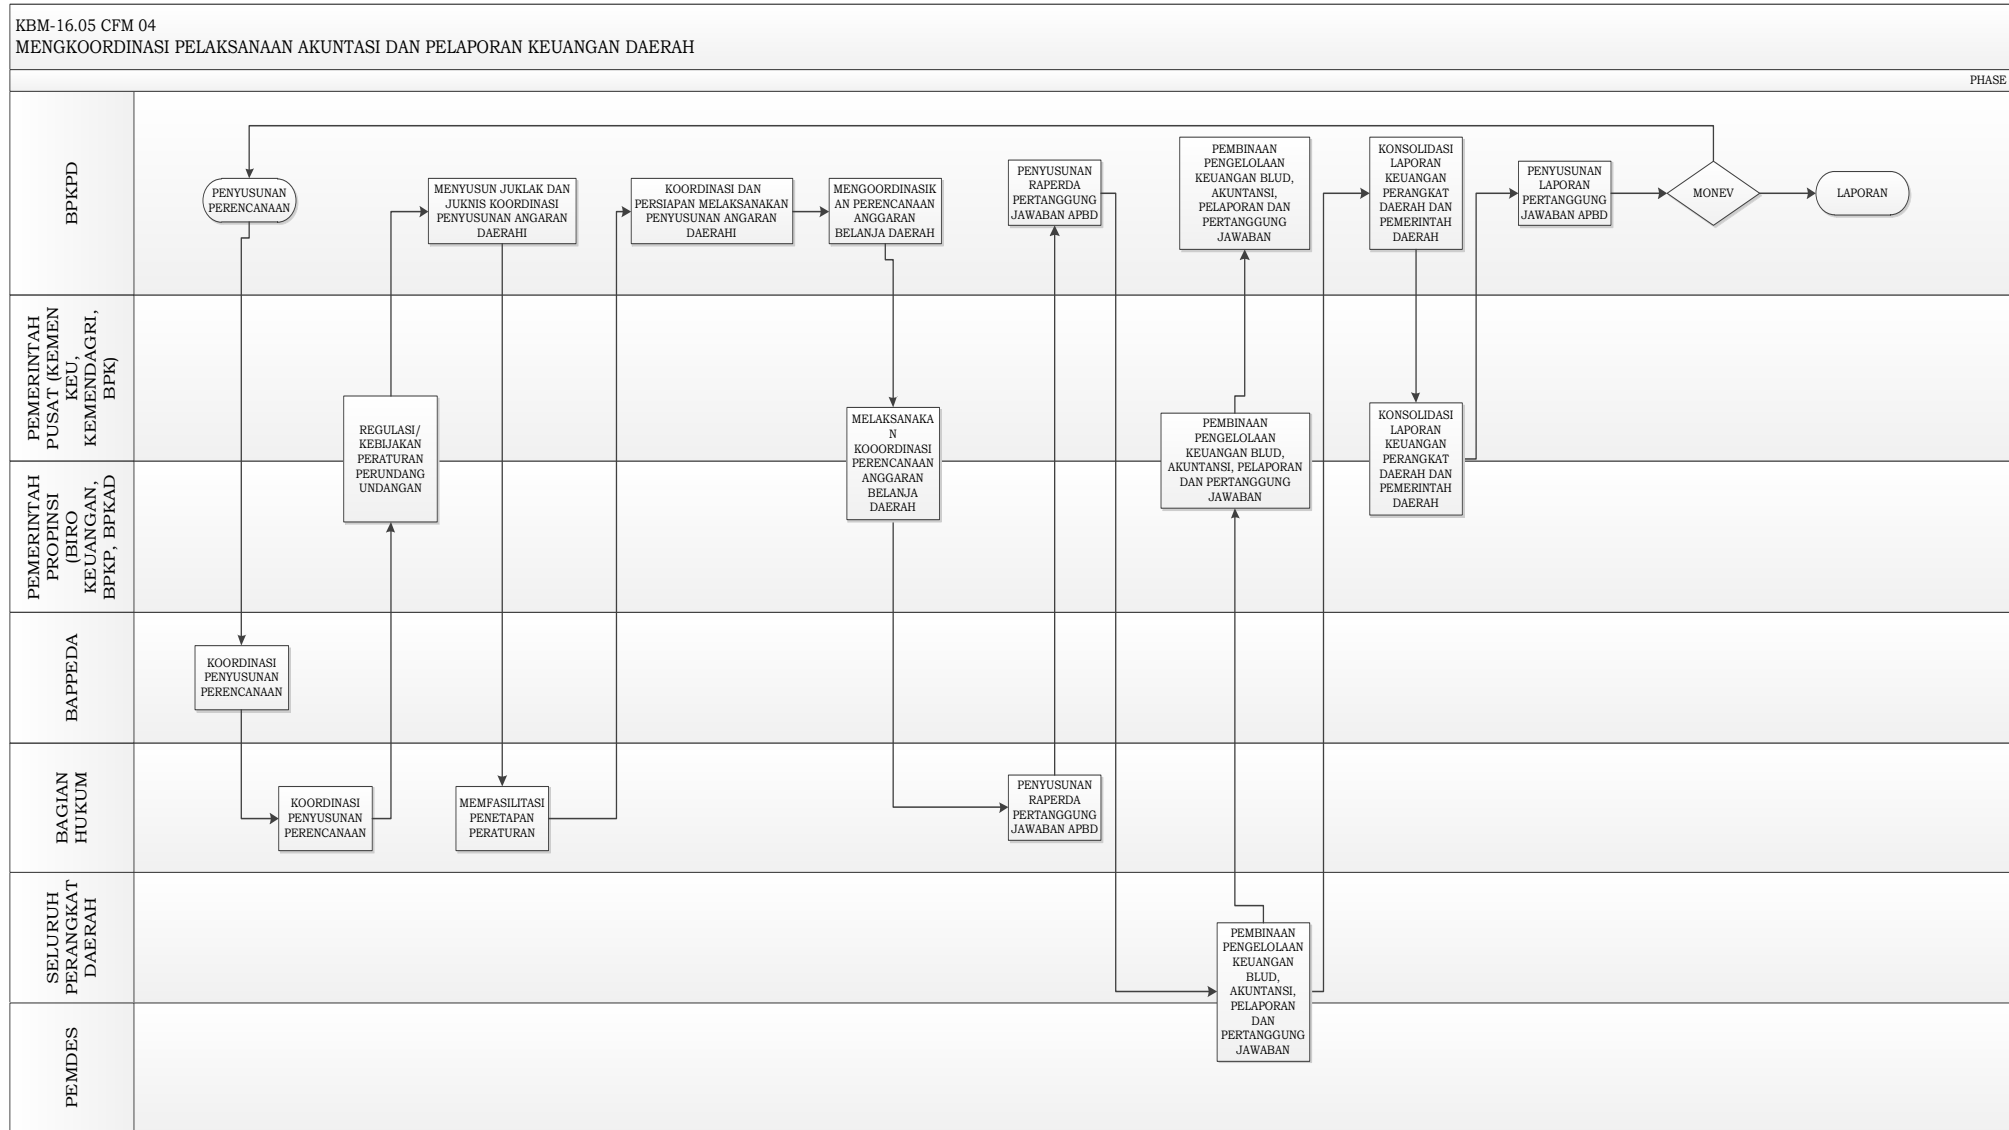 KBM-16.05 CFM 04
MENGKOORDINASI PELAKSANAAN AKUNTASI DAN PELAPORAN KEUANGAN DAERAH
PHASE
BPKPD
PENYUSUNAN
PERENCANAAN
MENYUSUN JUKLAK DAN
JUKNIS KOORDINASI
PENYUSUNAN ANGARAN
DAERAHI
KOORDINASI DAN
PERSIAPAN MELAKSANAKAN
PENYUSUNAN ANGARAN
DAERAHI
MENGOORDINASIK
AN PERENCANAAN
ANGGARAN
BELANJA DAERAH
PENYUSUNAN
RAPERDA
PERTANGGUNG
JAWABAN APBD
PEMBINAAN
PENGELOLAAN
KEUANGAN BLUD,
AKUNTANSI,
PELAPORAN DAN
PERTANGGUNG
JAWABAN
KONSOLIDASI
LAPORAN
KEUANGAN
PERANGKAT
DAERAH DAN
PEMERINTAH
DAERAH
PENYUSUNAN
LAPORAN
PERTANGGUNG
JAWABAN APBD
MONEV
LAPORAN
PEMERINTAH
PUSAT (KEMEN
KEU,
KEMENDAGRI,
BPK)
REGULASI/
KEBIJAKAN
PERATURAN
PERUNDANG
UNDANGAN
MELAKSANAKA
N
KOOORDINASI
PERENCANAAN
ANGGARAN
BELANJA
DAERAH
PEMBINAAN
PENGELOLAAN
KEUANGAN BLUD,
AKUNTANSI, PELAPORAN
DAN PERTANGGUNG
JAWABAN
KONSOLIDASI
LAPORAN
KEUANGAN
PERANGKAT
DAERAH DAN
PEMERINTAH
DAERAH
PEMERINTAH
PROPINSI
(BIRO
KEUANGAN,
BPKP, BPKAD
BAPPEDA
KOORDINASI
PENYUSUNAN
PERENCANAAN
BAGIAN
HUKUM
KOORDINASI
PENYUSUNAN
PERENCANAAN
MEMFASILITASI
PENETAPAN
PERATURAN
PENYUSUNAN
RAPERDA
PERTANGGUNG
JAWABAN APBD
SELURUH
PERANGKAT
DAERAH
PEMBINAAN
PENGELOLAAN
KEUANGAN
BLUD,
AKUNTANSI,
PELAPORAN
DAN
PERTANGGUNG
JAWABAN
PEMDES